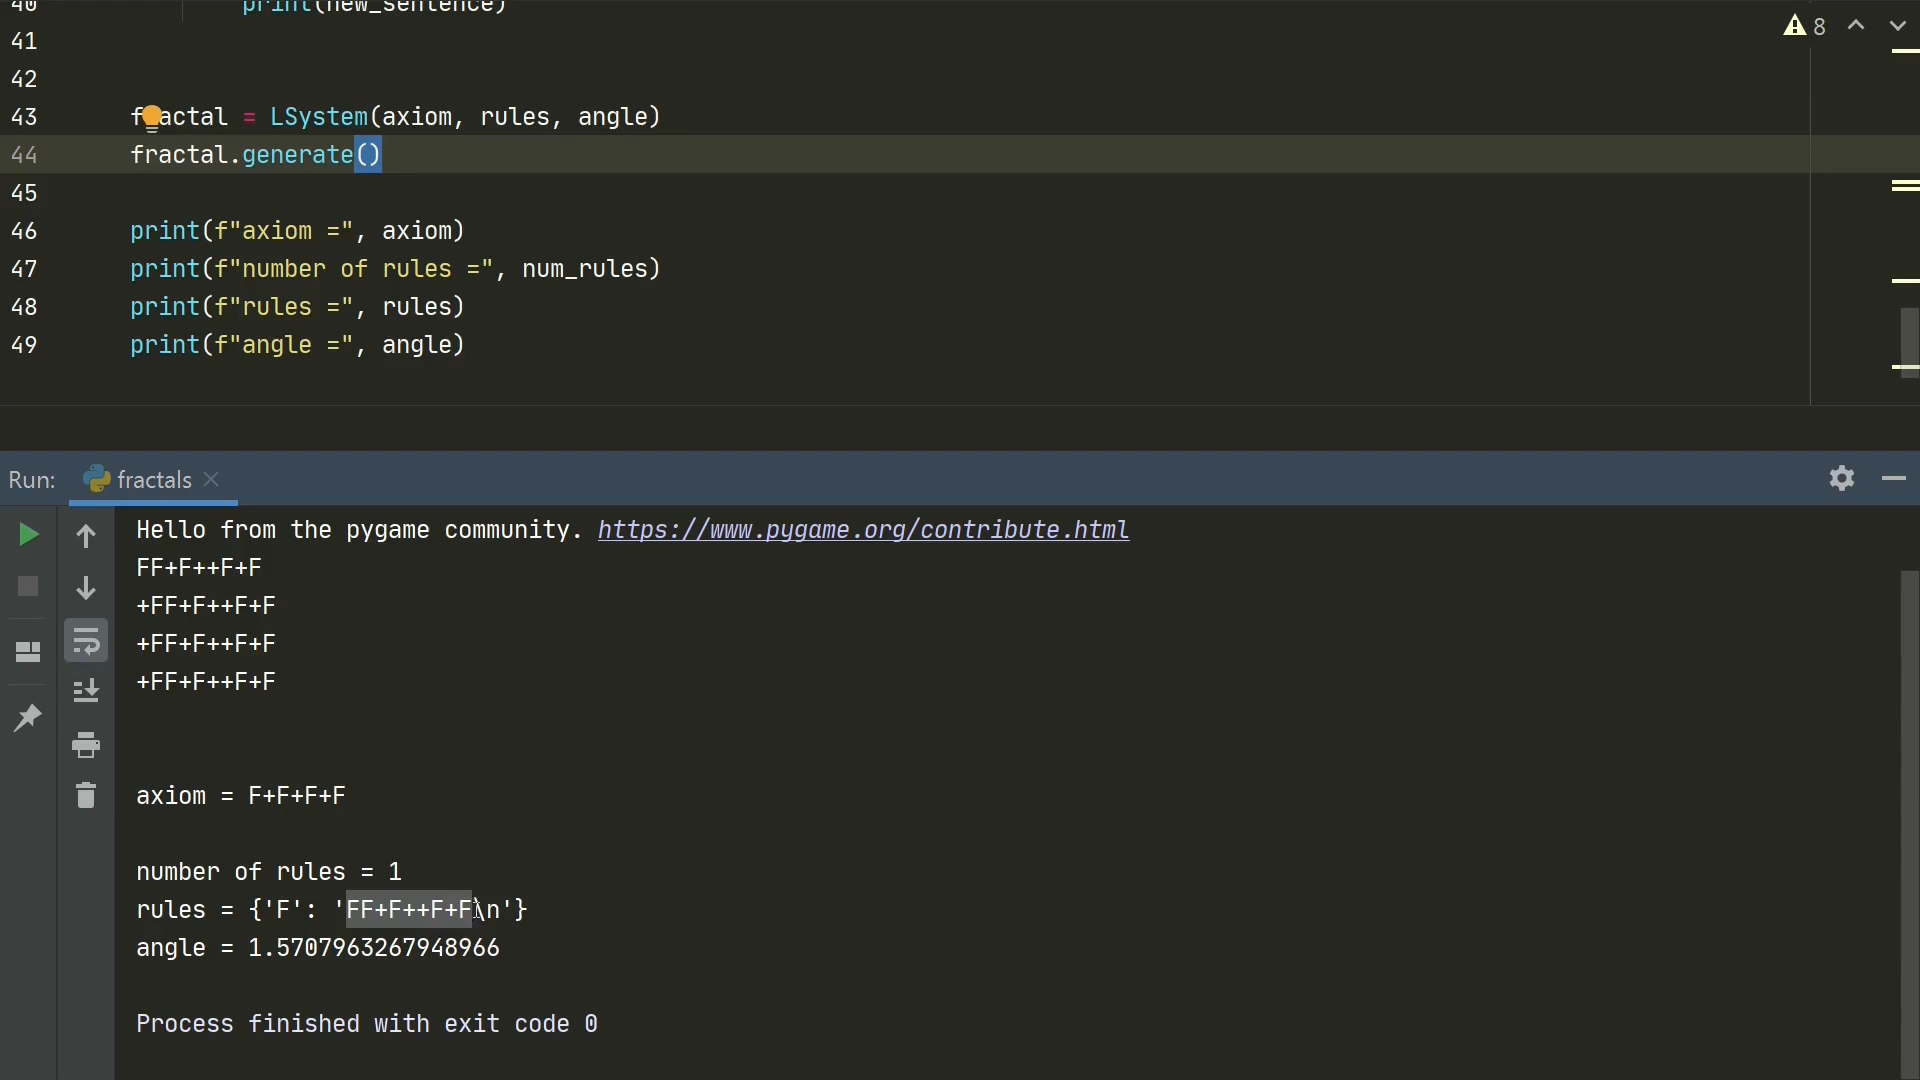 40 print(new_sentence)
8
41
42
43 fractal = LSystem(axiom, rules, angle)
44 fractal.generate()
45
46 print(f"axiom =", axiom)
47 print(f"number of rules =", num_rules)
48 print(f"rules =", rules)
49 print(f"angle =", angle)
Run: fractals
Hello from the pygame community. https://www.pygame.org/contribute.html
FF+F++F+F
+FF+F++F+F
+FF+F++F+F
+FF+F++F+F
axiom = F+F+F+F
number of rules = 1
rules = {'F': 'FF+F++F+F\n'}
angle = 1.5707963267948966
Process finished with exit code 0